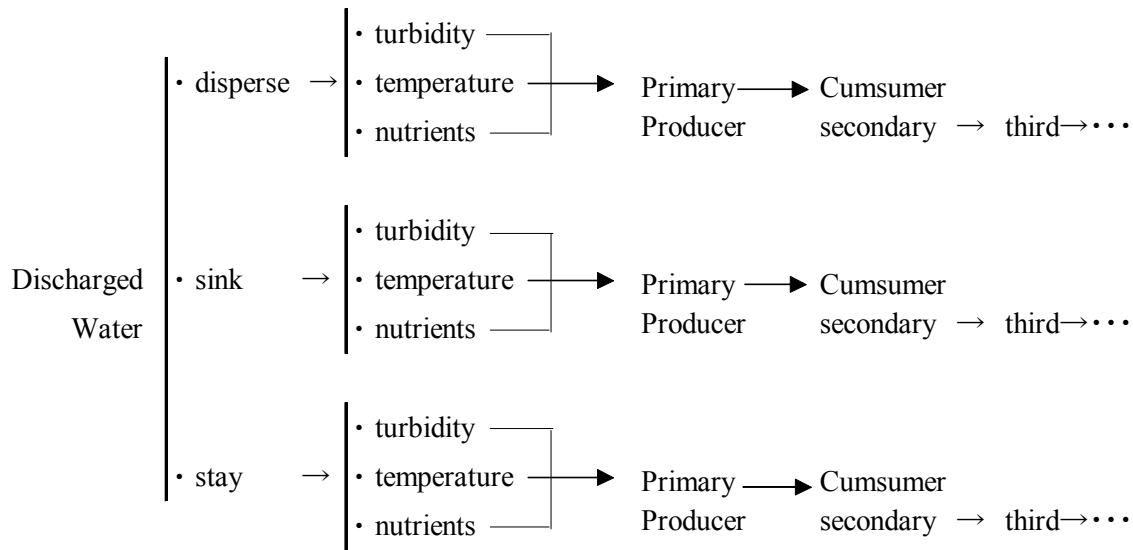 ・ turbidity
・ disperse → ・ temperature → Primary → Cumsumer
・ nutrients Producer secondary → third→・・・
・ turbidity
Discharged ・ sink → ・ temperature → Primary → Cumsumer
Water ・ nutrients Producer secondary → third→・・・
・ turbidity
・ stay → ・ temperature → Primary → Cumsumer
・ nutrients Producer secondary → third→・・・